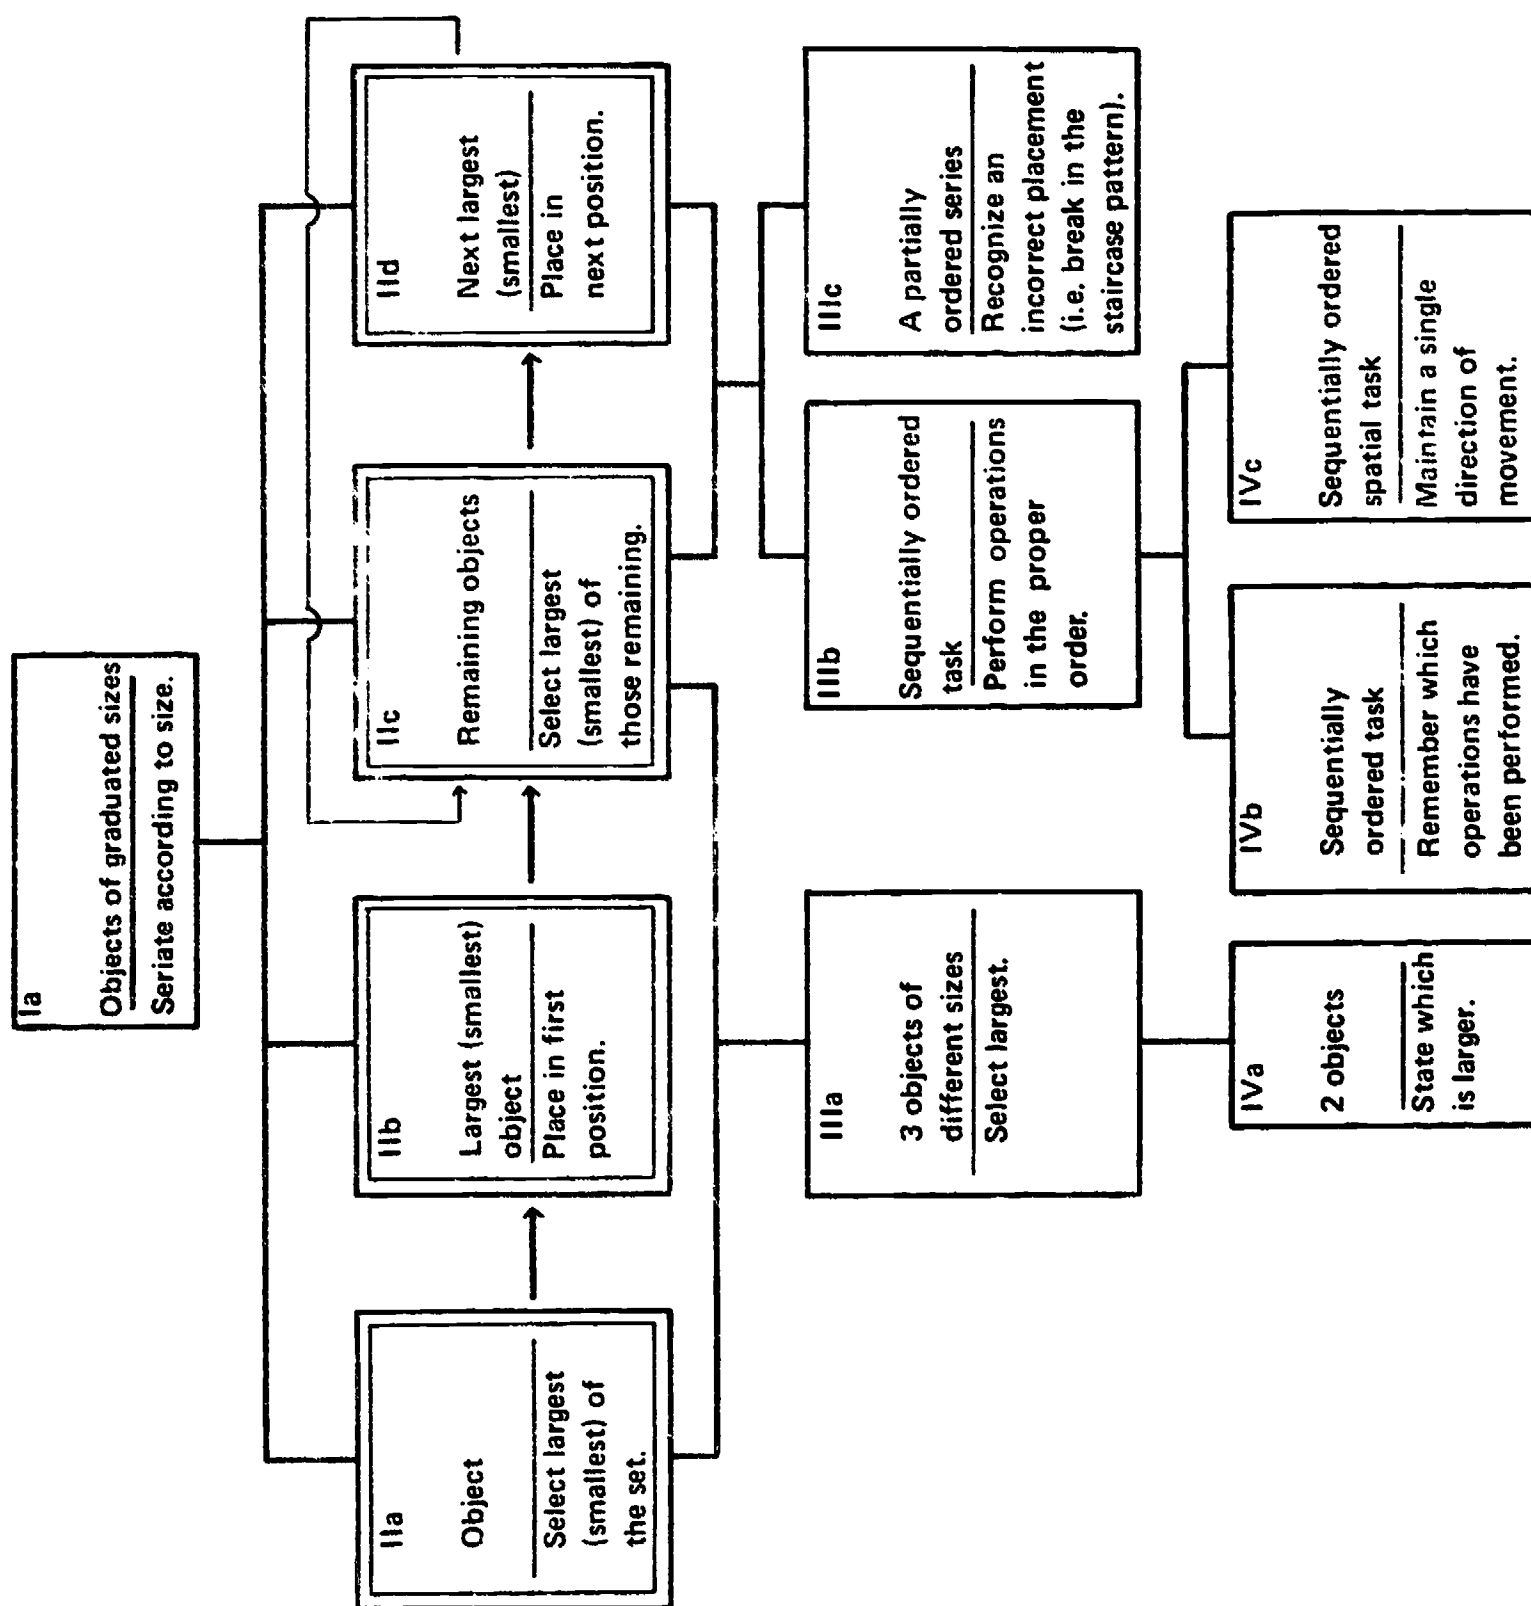 Ia
Objects of graduated sizes
Seriate according to size.
IIa
Object
Select largest
(smallest) of
the set.
IIb
Largest (smallest)
object
Place in first
position.
IIc
Remaining objects
Select largest
(smallest) of
those remaining.
IId
Next largest
(smallest)
Place in
next position.
IIIa
3 objects of
different sizes
Select largest.
IIIb
Sequentially ordered
task
Perform operations
in the proper
order.
IIIc
A partially
ordered series
Recognize an
incorrect placement
(i.e. break in the
staircase pattern).
IVa
2 objects
State which
is larger.
IVb
Sequentially
ordered task
Remember which
operations have
been performed.
IVc
Sequentially ordered
spatial task
Maintain a single
direction of
movement.